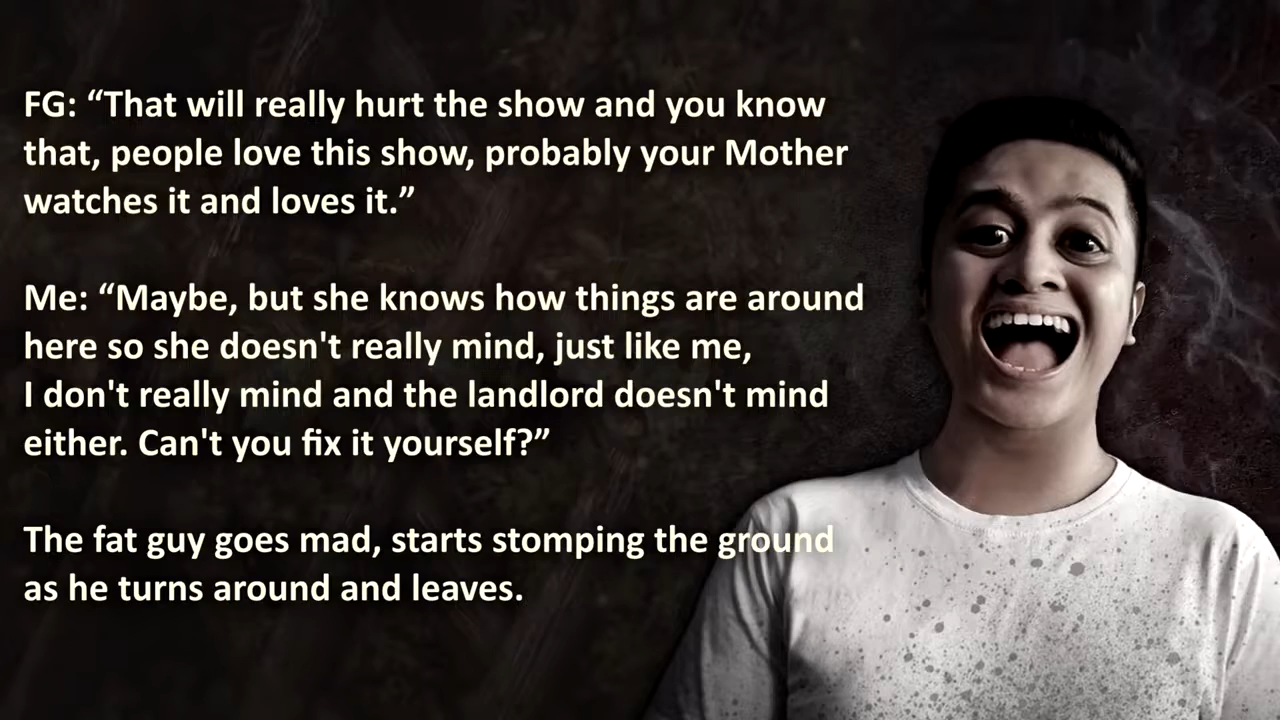 FG: “That will really hurt the show and you know
that, people love this show, probably your Mother
watches it and loves it.”
Me: “Maybe, but she knows how things are around
here so she doesn't really mind, just like me,
I don't really mind and the landlord doesn't mind
either. Can't you fix it yourself?”
The fat guy goes mad, starts stomping the ground
as he turns around and leaves.